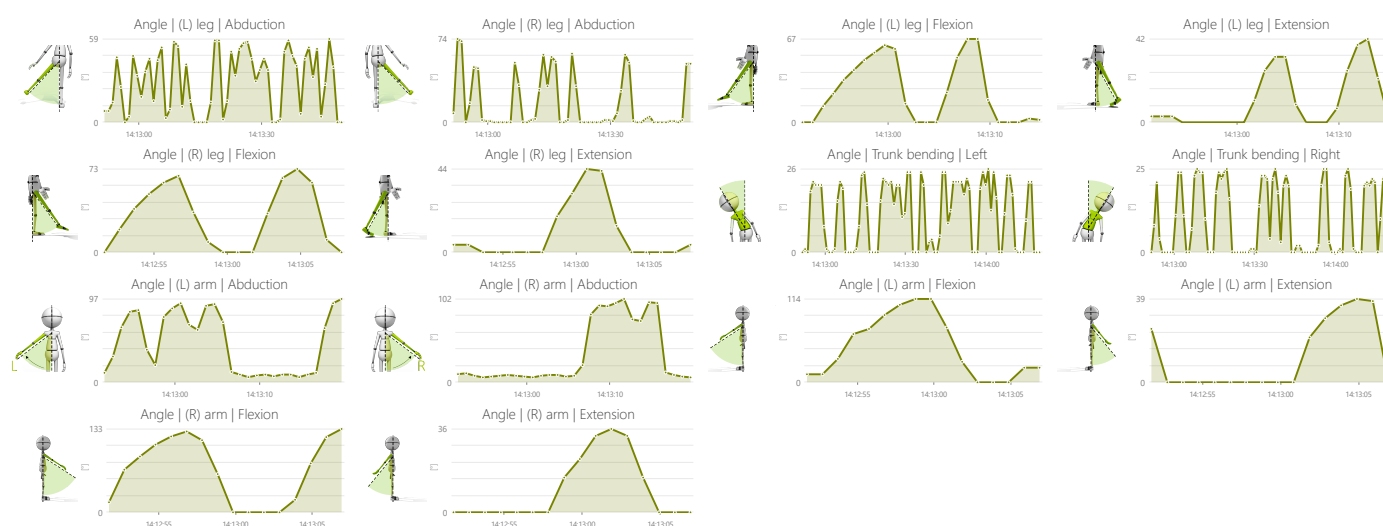 Angle | (L) leg | Abduction
59
0
14:13:00 14:13:30
Angle | (R) leg | Abduction
74
0
14:13:00 14:13:30
Angle | (L) leg | Flexion
67
0
14:13:00 14:13:10
Angle | (L) leg | Extension
42
0
14:13:00 14:13:10
Angle | (R) leg | Flexion
73
0
14:12:55 14:13:00 14:13:05
Angle | (R) leg | Extension
44
0
14:12:55 14:13:00 14:13:05
Angle | Trunk bending | Left
26
0
14:13:00 14:13:30 14:14:00
Angle | Trunk bending | Right
25
0
14:13:00 14:13:30 14:14:00
Angle | (L) arm | Abduction
97
0
L
14:13:00 14:13:10
Angle | (R) arm | Abduction
102
0
R
14:13:00 14:13:10
Angle | (L) arm | Flexion
114
0
14:12:55 14:13:00 14:13:05
Angle | (L) arm | Extension
39
0
14:12:55 14:13:00 14:13:05
Angle | (R) arm | Flexion
133
0
14:12:55 14:13:00 14:13:05
Angle | (R) arm | Extension
36
0
14:12:55 14:13:00 14:13:05